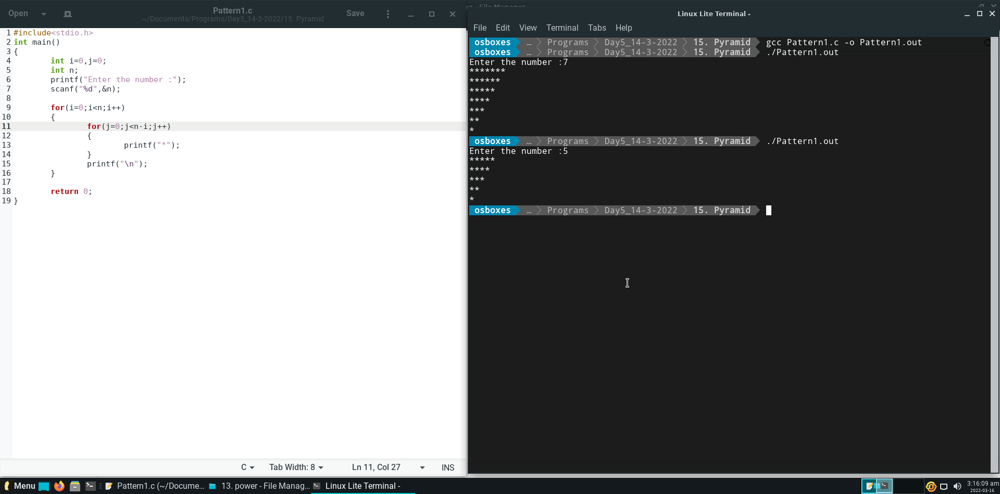 Open
Pattern1.c
~/Documents/Programs/Day5_14-3-2022/15. Pyramid
Save
1 #include<stdio.h>
2 int main()
3 {
4 int i=0,j=0;
5 int n;
6 printf("Enter the number :");
7 scanf("%d",&n);
8
9 for(i=0;i<n;i++)
10 {
11 for(j=0;j<n-i;j++)
12 {
13 printf("*");
14 }
15 printf("\n");
16 }
17
18 return 0;
19 }
C
Tab Width: 8
Ln 11, Col 27
INS
File Manager
Linux Lite Terminal -
File Edit View Terminal Tabs Help
osboxes … Programs Day5_14-3-2022 15. Pyramid gcc Pattern1.c -o Pattern1.out
osboxes … Programs Day5_14-3-2022 15. Pyramid ./Pattern1.out
Enter the number :7
*******
******
*****
****
***
**
*
osboxes … Programs Day5_14-3-2022 15. Pyramid ./Pattern1.out
Enter the number :5
*****
****
***
**
*
osboxes … Programs Day5_14-3-2022 15. Pyramid
Menu
Pattern1.c (~/Docume...
13. power - File Manag...
Linux Lite Terminal -
3:16:09 am
2022-03-16